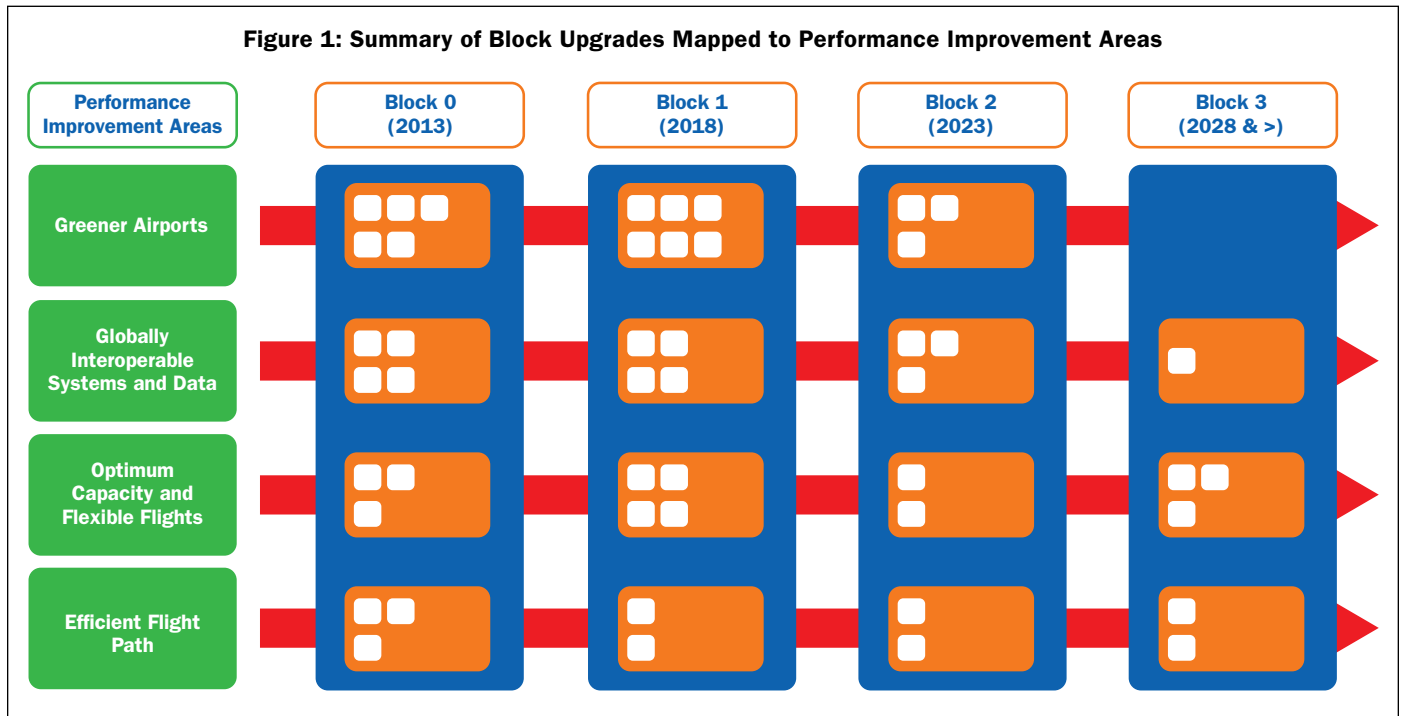 Figure 1: Summary of Block Upgrades Mapped to Performance Improvement Areas
Performance
Improvement Areas
Block 0
(2013)
Block 1
(2018)
Block 2
(2023)
Block 3
(2028 & >)
Greener Airports
Globally
Interoperable
Systems and Data
Optimum
Capacity and
Flexible Flights
Efficient Flight
Path